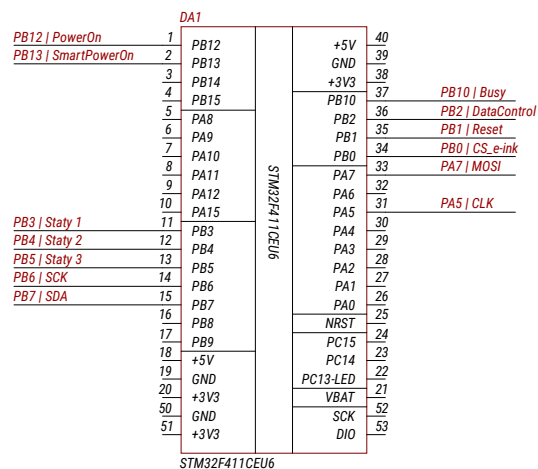 DA1
PB12 | PowerOn 1 PB12 +5V 40
PB13 | SmartPowerOn 2 PB13 GND 39
3 PB14 +3V3 38
4 PB15 PB10 37 PB10 | Busy
5 PA8 PB2 36 PB2 | DataControl
6 PA9 PB1 35 PB1 | Reset
7 PA10 PB0 34 PB0 | CS_e-ink
8 PA11 PA7 33 PA7 | MOSI
9 PA12 PA6 32
10 PA15 PA5 31 PA5 | CLK
PB3 | Staty 1 11 PB3 PA4 30
PB4 | Staty 2 12 PB4 PA3 29
PB5 | Staty 3 13 PB5 PA2 28
PB6 | SCK 14 PB6 PA1 27
PB7 | SDA 15 PB7 PA0 26
16 PB8 NRST 25
17 PB9 PC15 24
18 +5V PC14 23
19 GND PC13-LED 22
20 +3V3 VBAT 21
50 GND SCK 52
51 +3V3 DIO 53
STM32F411CEU6
STM32F411CEU6